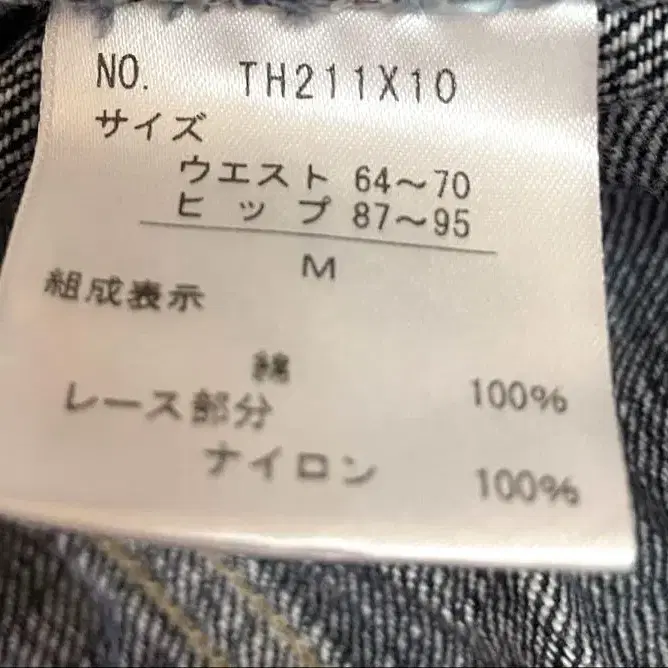 NO. TH211X10
サイズ
ウエスト 64〜70
ヒップ 87〜95
M
組成表示
綿 100%
レース部分
ナイロン 100%